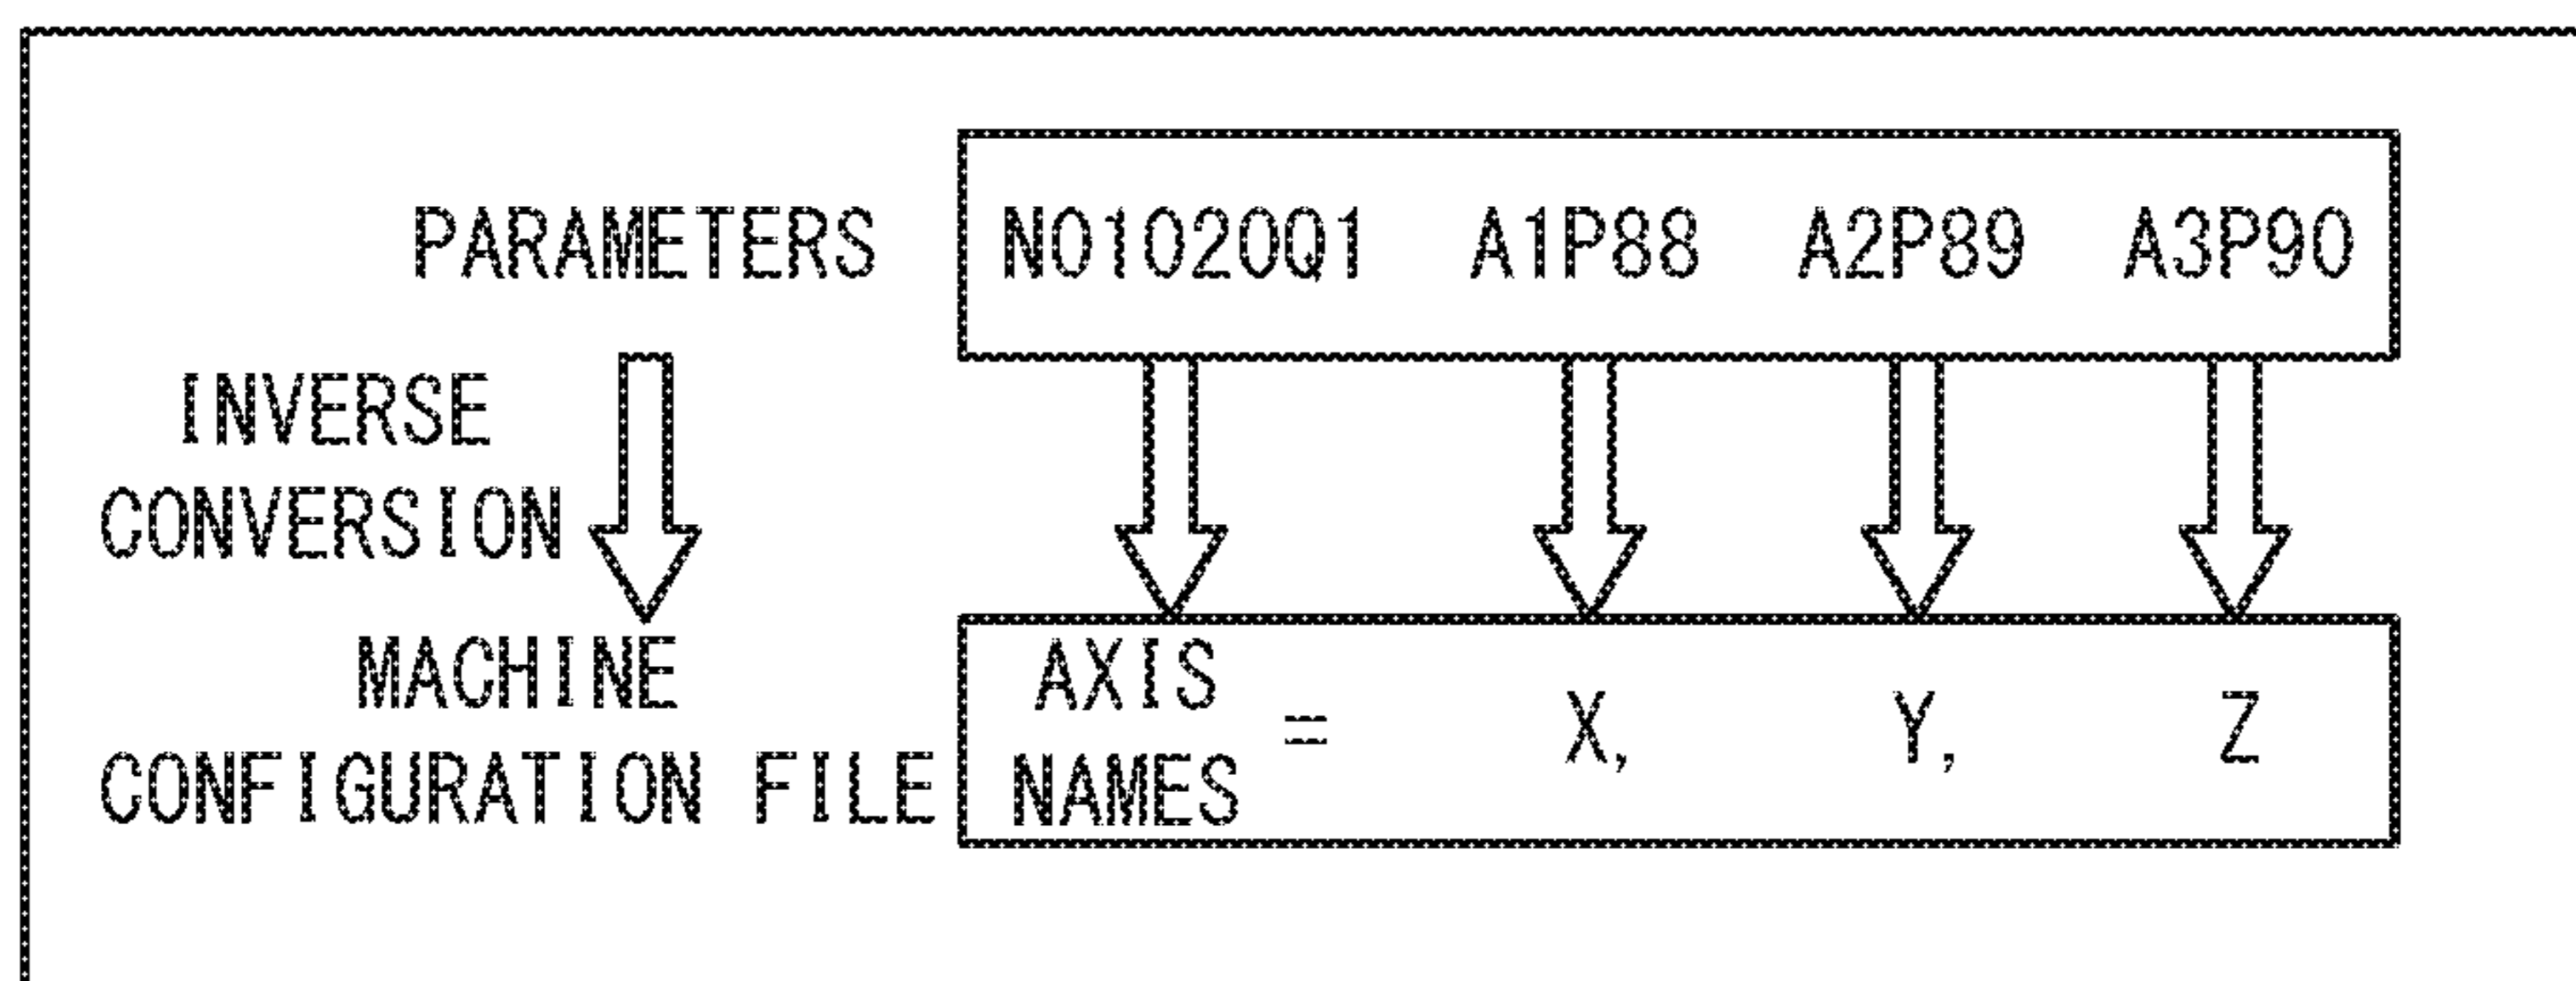 PARAMETERS N01020Q1 A1P88 A2P89 A3P90
INVERSE
CONVERSION
MACHINE
CONFIGURATION FILE
AXIS
NAMES = X, Y, Z